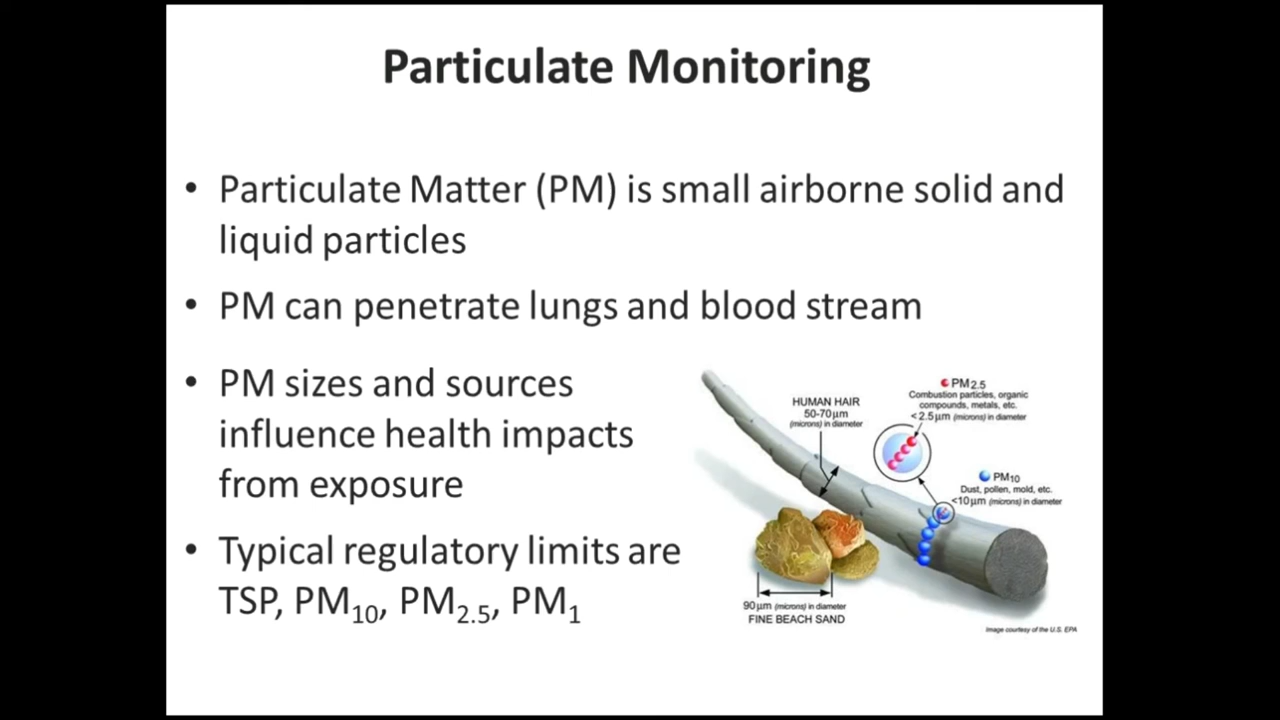 Particulate Monitoring
• Particulate Matter (PM) is small airborne solid and
liquid particles
• PM can penetrate lungs and blood stream
• PM sizes and sources
influence health impacts
from exposure
• Typical regulatory limits are
TSP, PM10, PM2.5, PM1
HUMAN HAIR
50-70µm
(microns) in diameter
PM2.5
Combustion particles, organic
compounds, metals, etc.
<2.5µm (microns) in diameter
PM10
Dust, pollen, mold, etc.
<10µm (microns) in diameter
90µm (microns) in diameter
FINE BEACH SAND
Image courtesy of the U.S. EPA